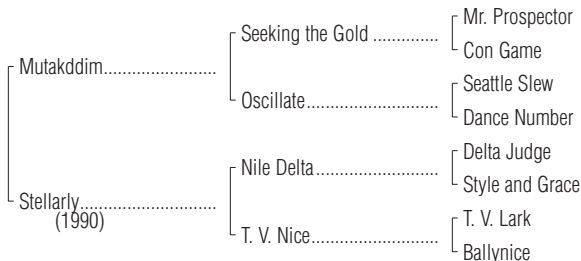 Mr. Prospector
Seeking the Gold ...............
Con Game
Mutakddim.........................
Seattle Slew
Oscillate..............................
Dance Number
Delta Judge
Nile Delta............................
Style and Grace
Stellarly..............................
(1990)
T. V. Lark
T. V. Nice.............................
Ballynice